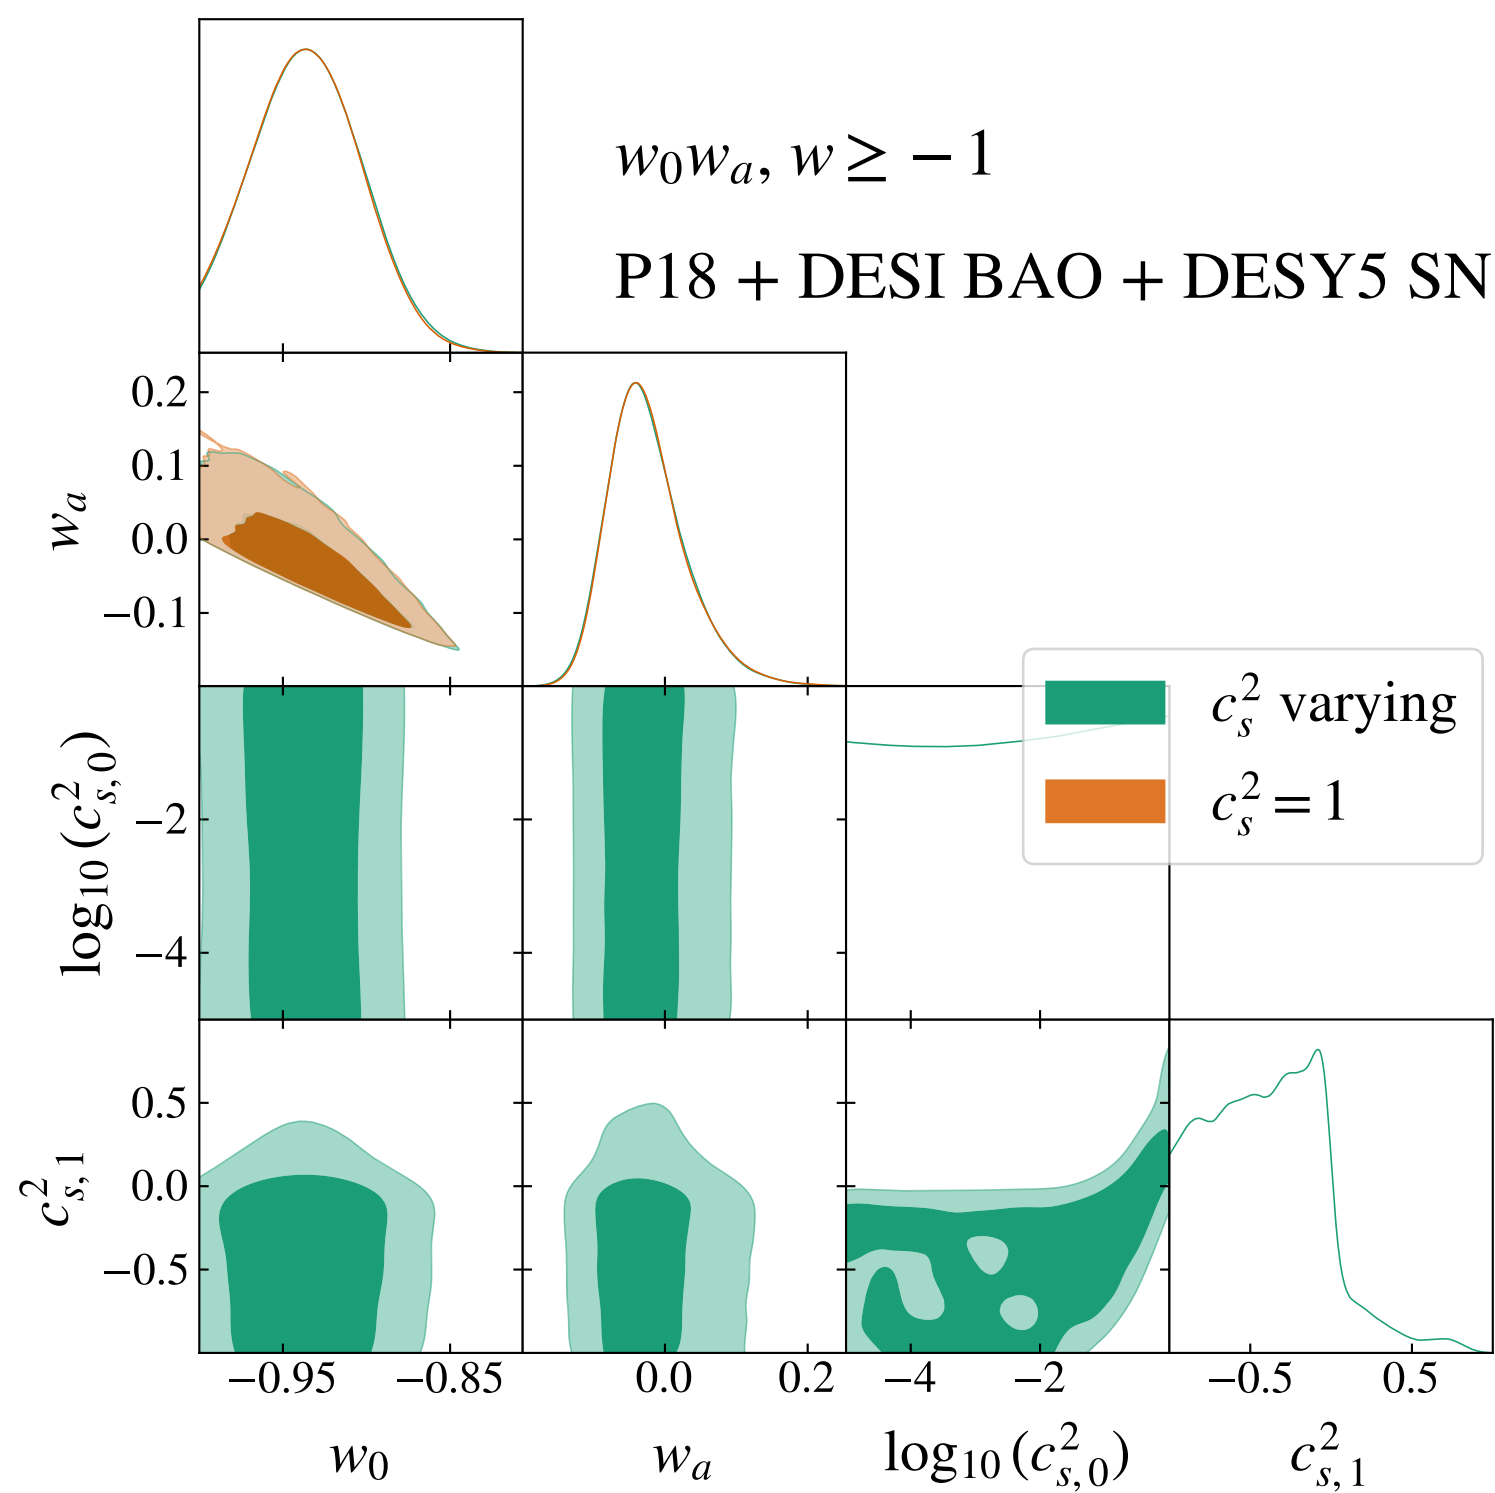 w₀wₐ, w ≥ −1
P18 + DESI BAO + DESY5 SN
0.2
0.1
0.0
−0.1
wₐ
c²ₛ varying
c²ₛ = 1
log₁₀(c²ₛ,₀)
−2
−4
c²ₛ,₁
0.5
0.0
−0.5
−0.95 −0.85 0.0 0.2 −4 −2 −0.5 0.5
w₀ wₐ log₁₀(c²ₛ,₀) c²ₛ,₁